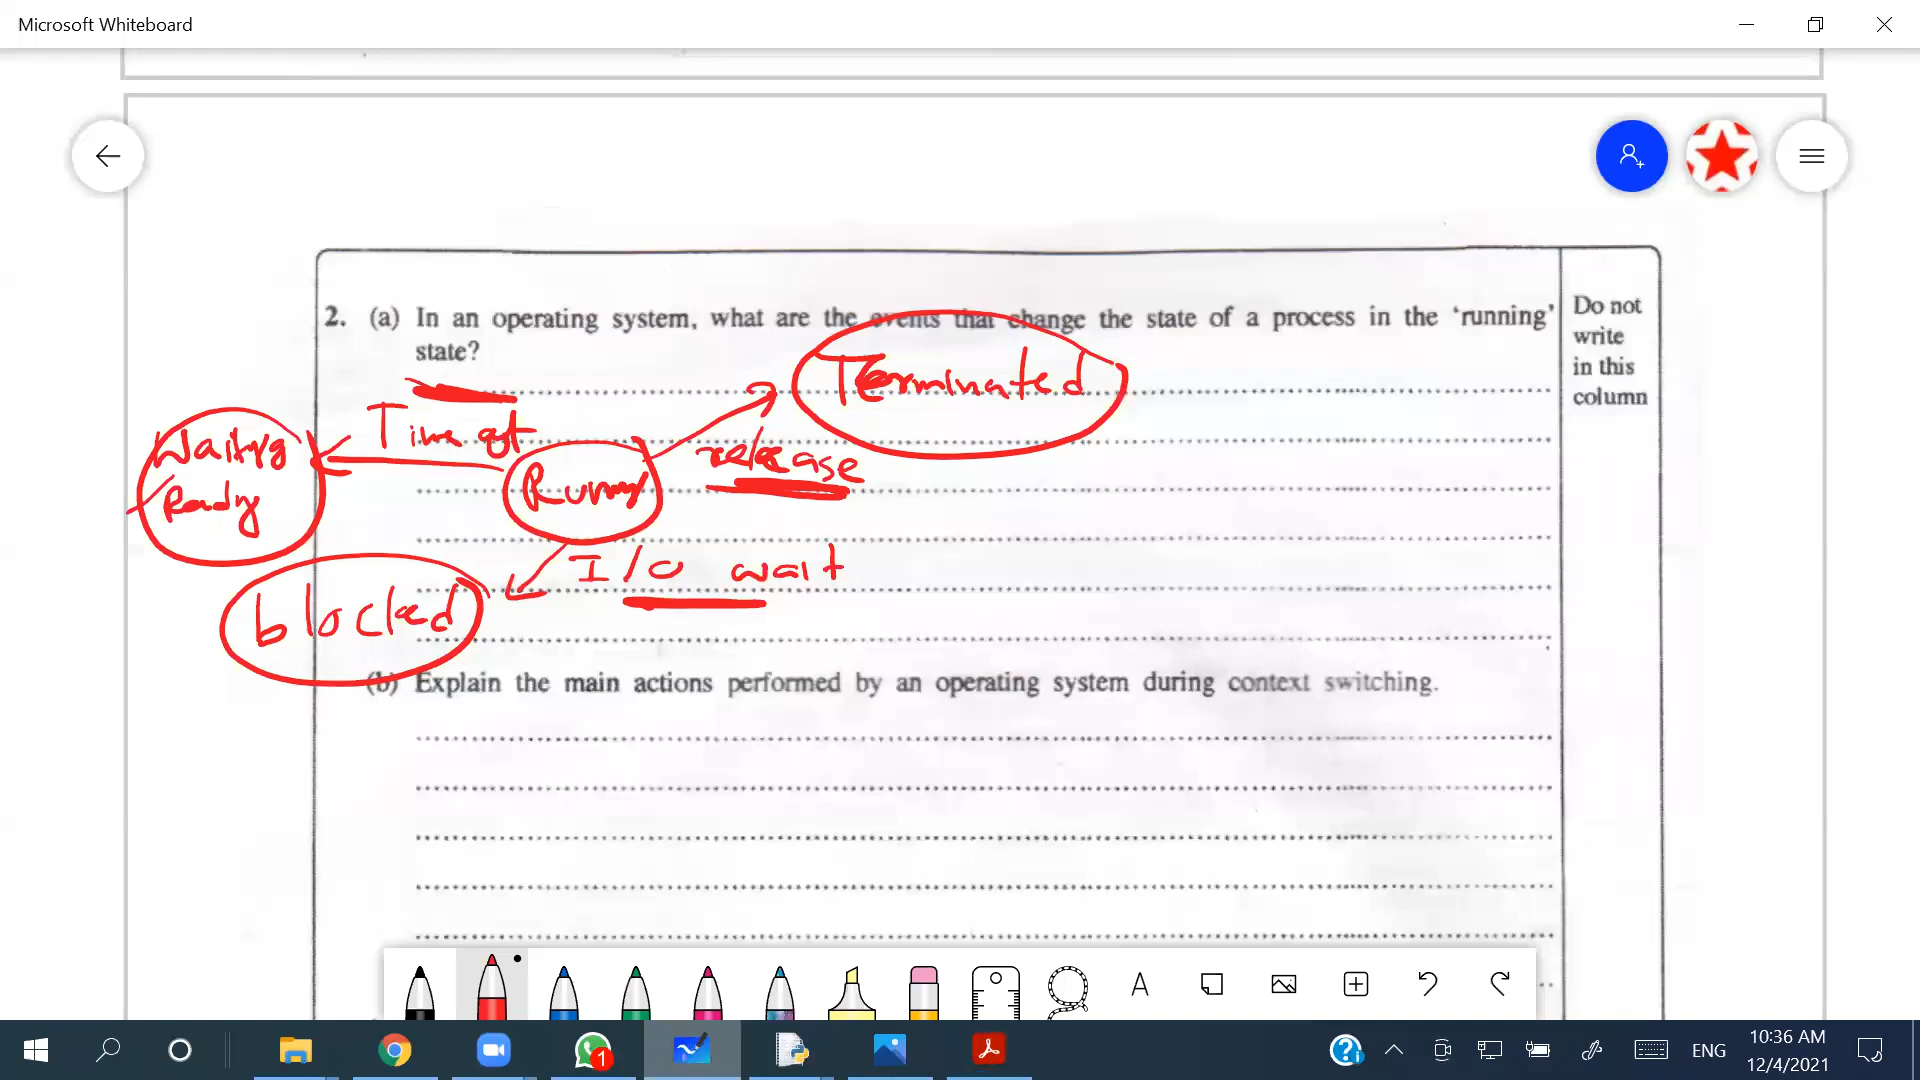 Microsoft Whiteboard
2. (a) In an operating system, what are the events that change the state of a process in the ‘running’
state?
Do not
write
in this
column
Terminated
Time out
Waiting
Ready
Runnig
release
I/O wait
blocked
(b) Explain the main actions performed by an operating system during context switching.
A
1
ENG
10:36 AM
12/4/2021